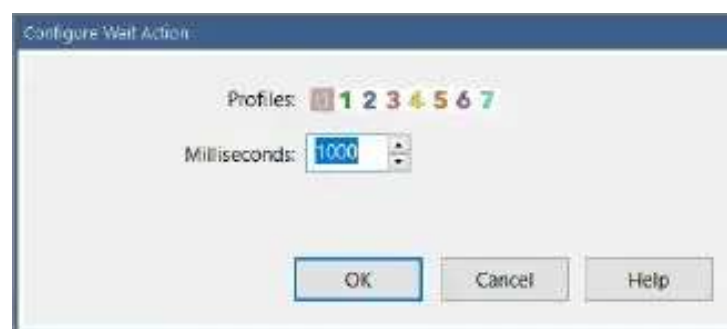 Configure Wait Action
Profiles: 1 2 3 4 5 6 7
Milliseconds: 1000
OK Cancel Help